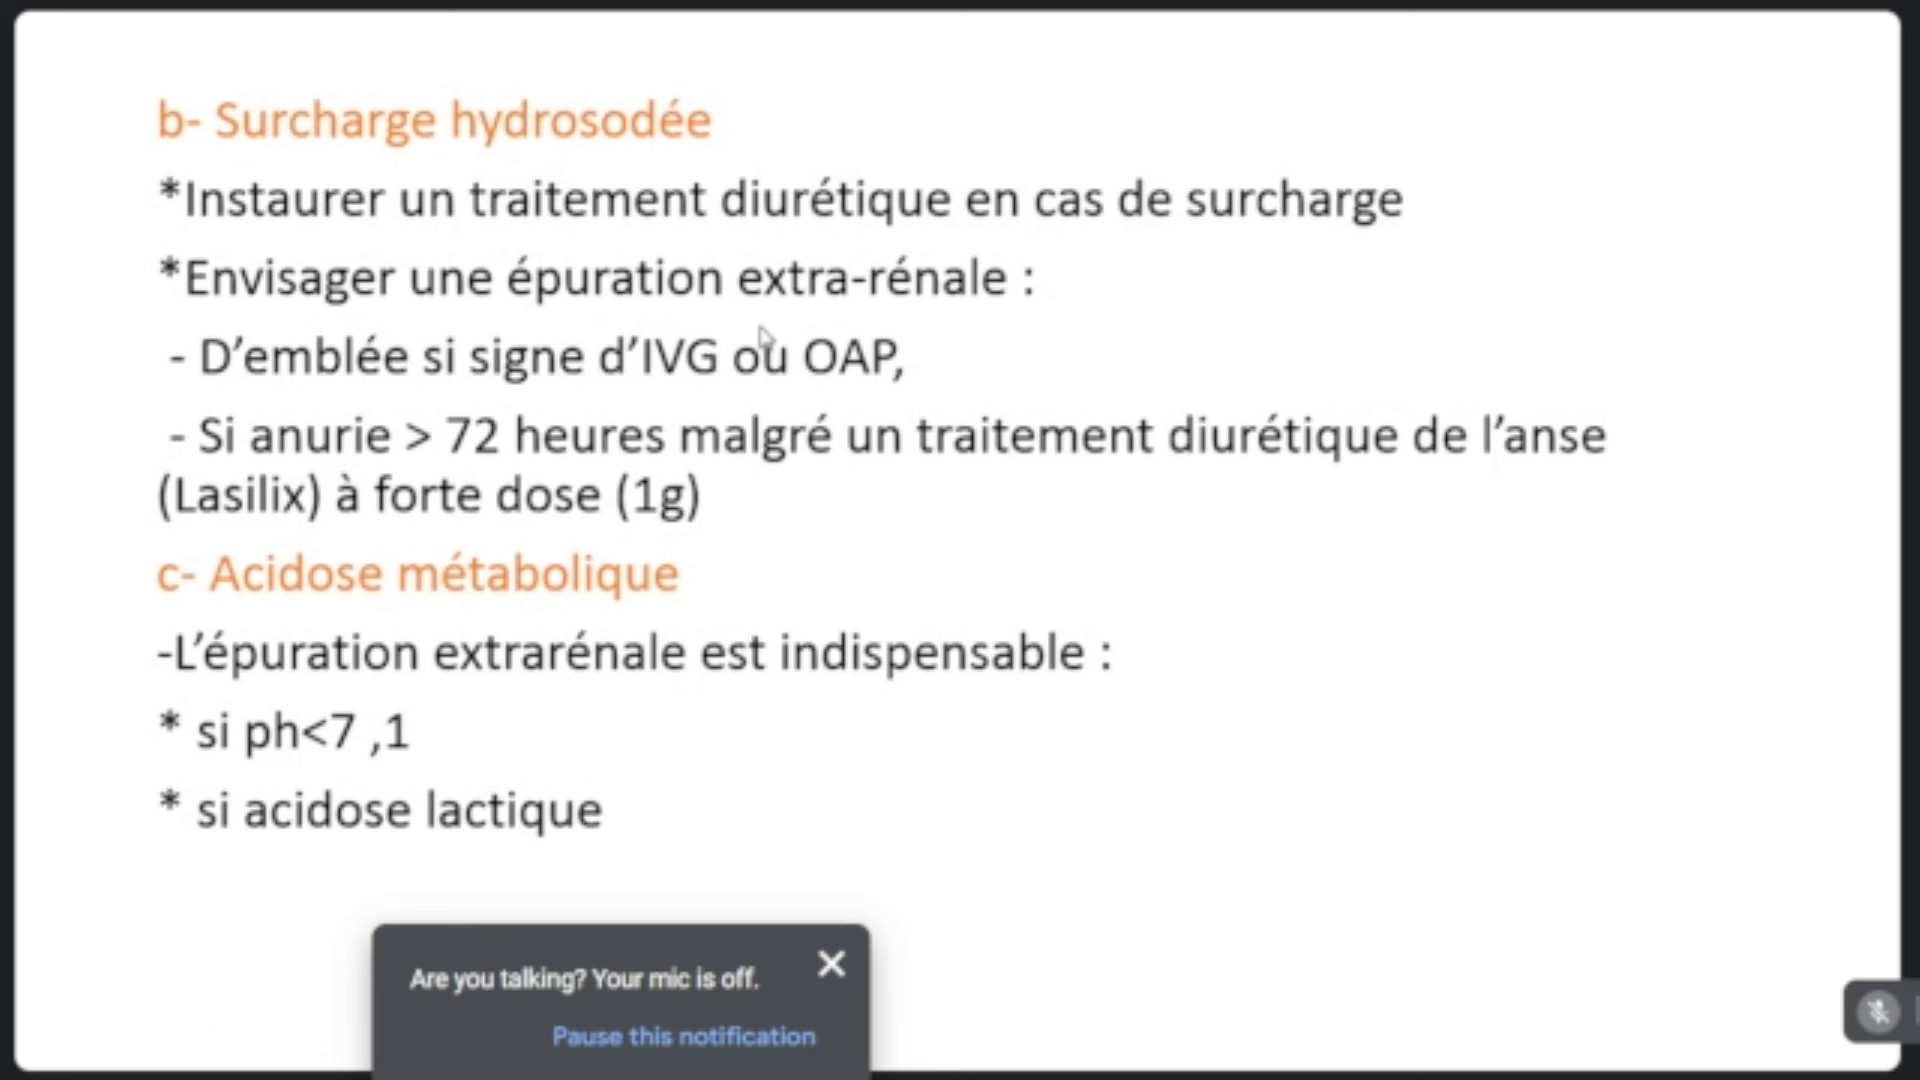 b- Surcharge hydrosodée
*Instaurer un traitement diurétique en cas de surcharge
*Envisager une épuration extra-rénale :
- D’emblée si signe d’IVG ou OAP,
- Si anurie > 72 heures malgré un traitement diurétique de l’anse
(Lasilix) à forte dose (1g)
c- Acidose métabolique
-L’épuration extrarénale est indispensable :
* si ph<7 ,1
* si acidose lactique
Are you talking? Your mic is off.
Pause this notification